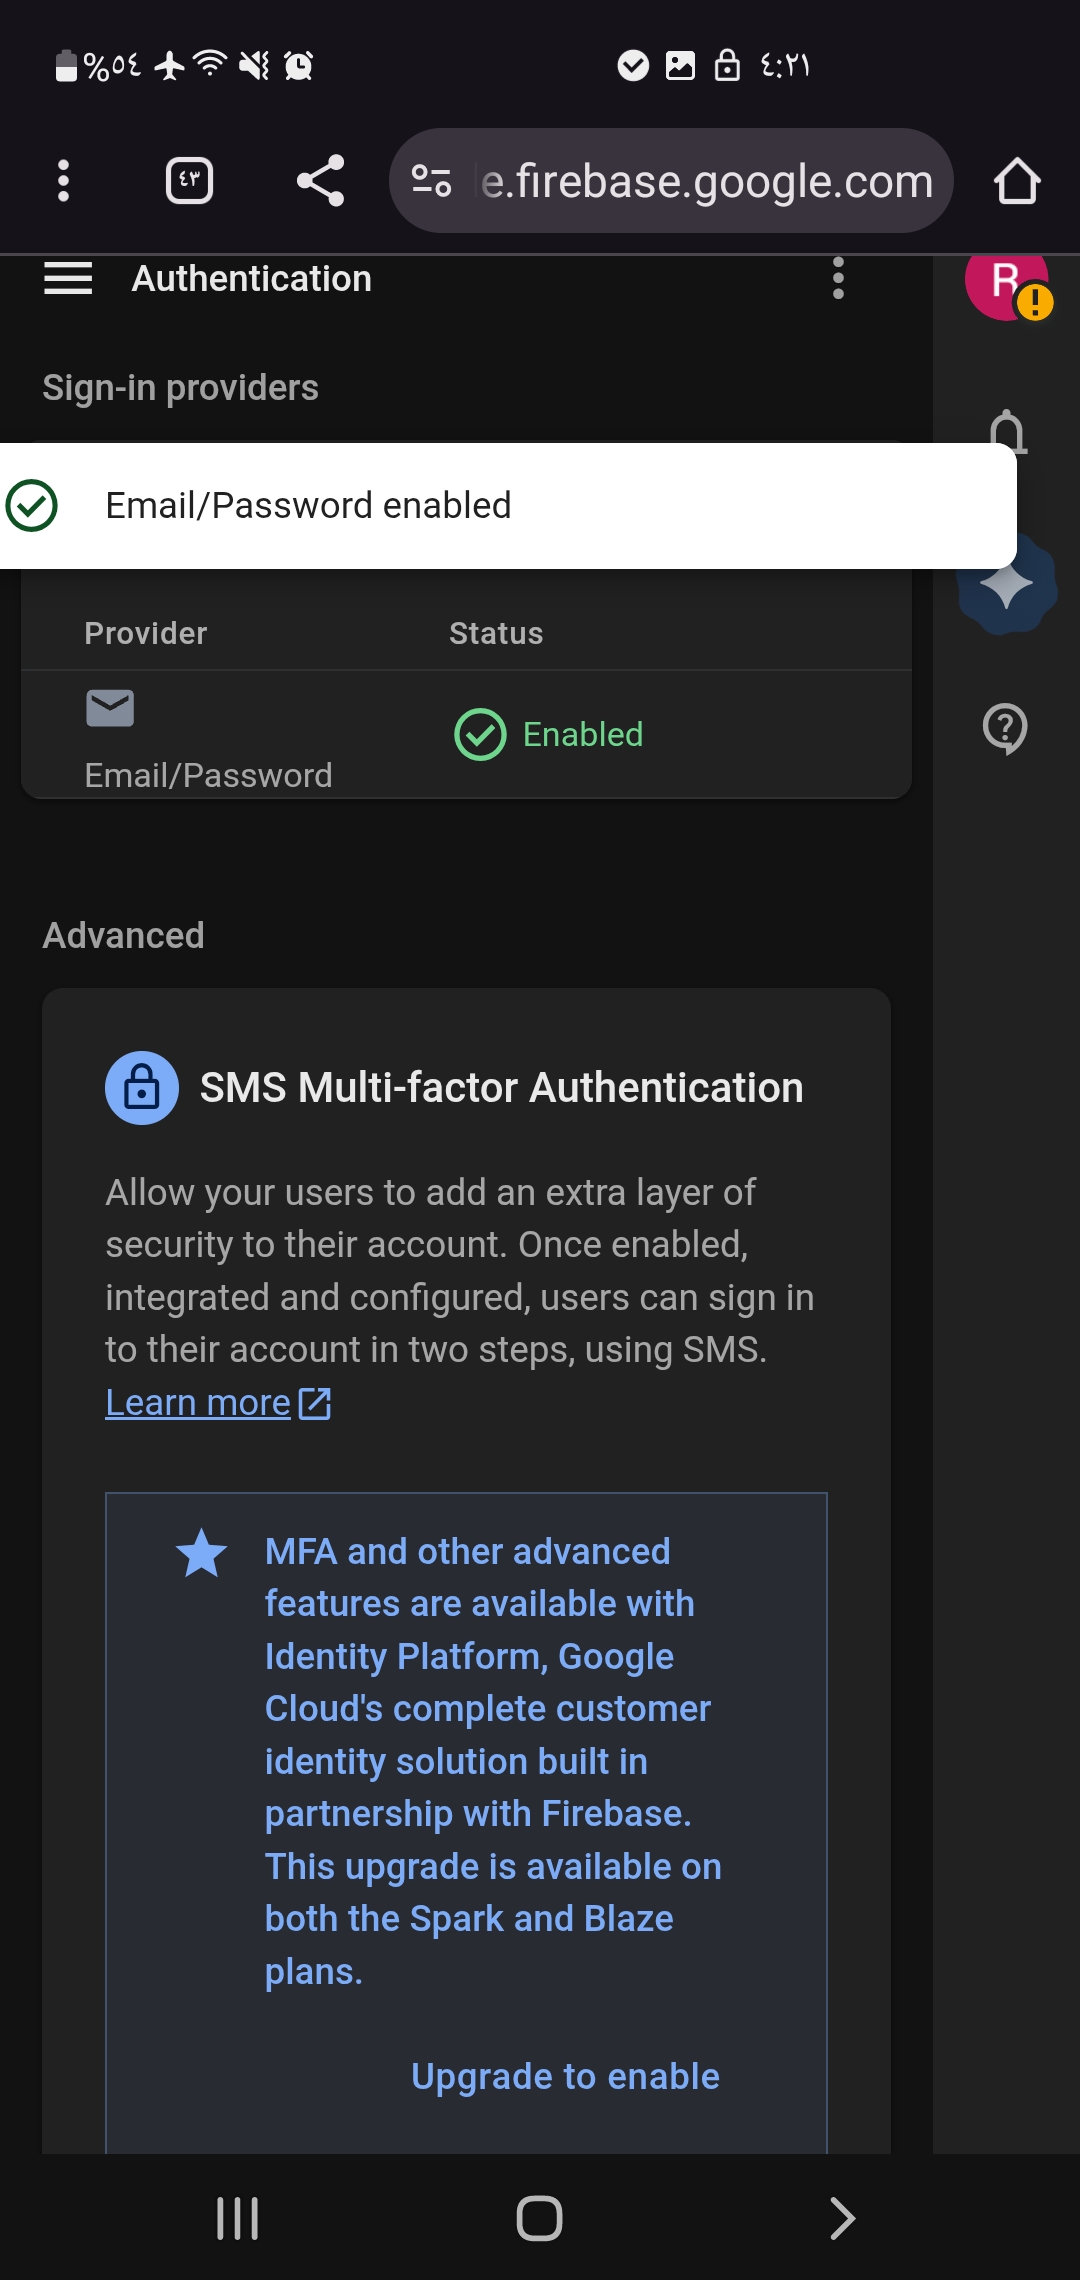 %٥٤
٤:٢١
٤٣
e.firebase.google.com
Authentication
R
Sign-in providers
Email/Password enabled
Provider
Status
Email/Password
Enabled
Advanced
SMS Multi-factor Authentication
Allow your users to add an extra layer of
security to their account. Once enabled,
integrated and configured, users can sign in
to their account in two steps, using SMS.
Learn more
MFA and other advanced
features are available with
Identity Platform, Google
Cloud's complete customer
identity solution built in
partnership with Firebase.
This upgrade is available on
both the Spark and Blaze
plans.
Upgrade to enable